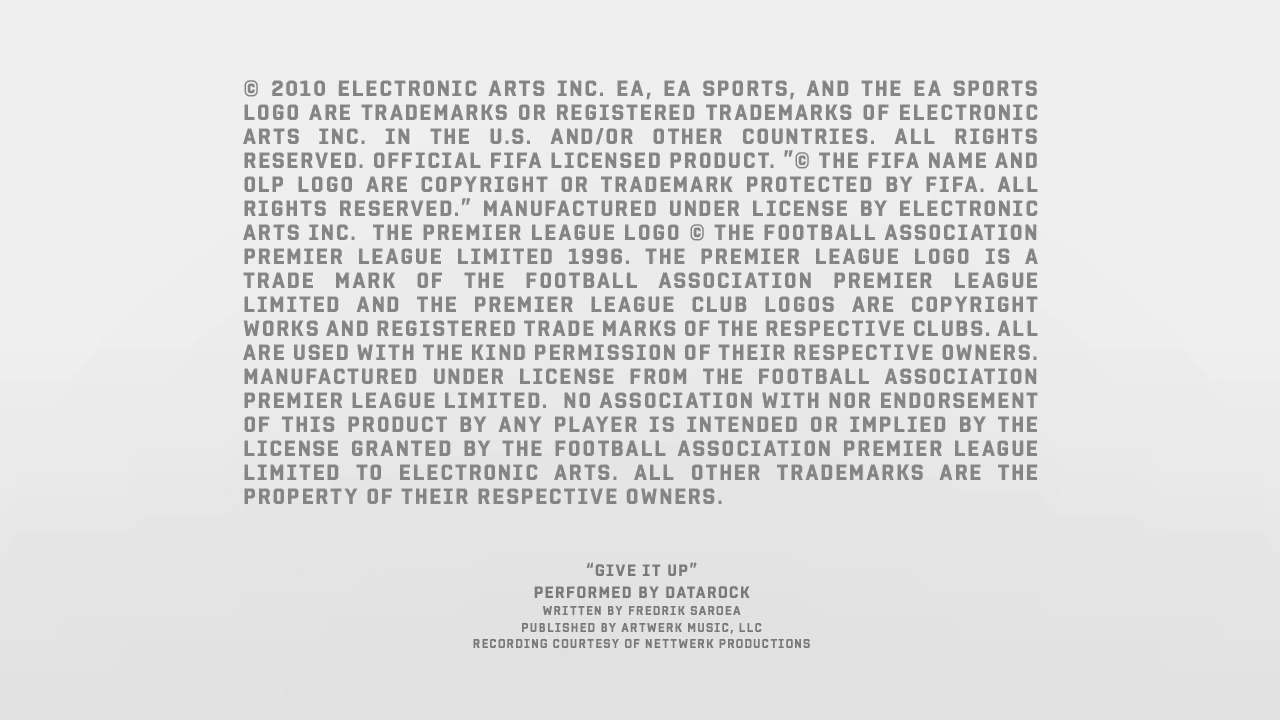 © 2010 ELECTRONIC ARTS INC. EA, EA SPORTS, AND THE EA SPORTS
LOGO ARE TRADEMARKS OR REGISTERED TRADEMARKS OF ELECTRONIC
ARTS INC. IN THE U.S. AND/OR OTHER COUNTRIES. ALL RIGHTS
RESERVED. OFFICIAL FIFA LICENSED PRODUCT. "© THE FIFA NAME AND
OLP LOGO ARE COPYRIGHT OR TRADEMARK PROTECTED BY FIFA. ALL
RIGHTS RESERVED." MANUFACTURED UNDER LICENSE BY ELECTRONIC
ARTS INC. THE PREMIER LEAGUE LOGO © THE FOOTBALL ASSOCIATION
PREMIER LEAGUE LIMITED 1996. THE PREMIER LEAGUE LOGO IS A
TRADE MARK OF THE FOOTBALL ASSOCIATION PREMIER LEAGUE
LIMITED AND THE PREMIER LEAGUE CLUB LOGOS ARE COPYRIGHT
WORKS AND REGISTERED TRADE MARKS OF THE RESPECTIVE CLUBS. ALL
ARE USED WITH THE KIND PERMISSION OF THEIR RESPECTIVE OWNERS.
MANUFACTURED UNDER LICENSE FROM THE FOOTBALL ASSOCIATION
PREMIER LEAGUE LIMITED. NO ASSOCIATION WITH NOR ENDORSEMENT
OF THIS PRODUCT BY ANY PLAYER IS INTENDED OR IMPLIED BY THE
LICENSE GRANTED BY THE FOOTBALL ASSOCIATION PREMIER LEAGUE
LIMITED TO ELECTRONIC ARTS. ALL OTHER TRADEMARKS ARE THE
PROPERTY OF THEIR RESPECTIVE OWNERS.
“GIVE IT UP”
PERFORMED BY DATAROCK
WRITTEN BY FREDRIK SAROEA
PUBLISHED BY ARTWERK MUSIC, LLC
RECORDING COURTESY OF NETTWERK PRODUCTIONS